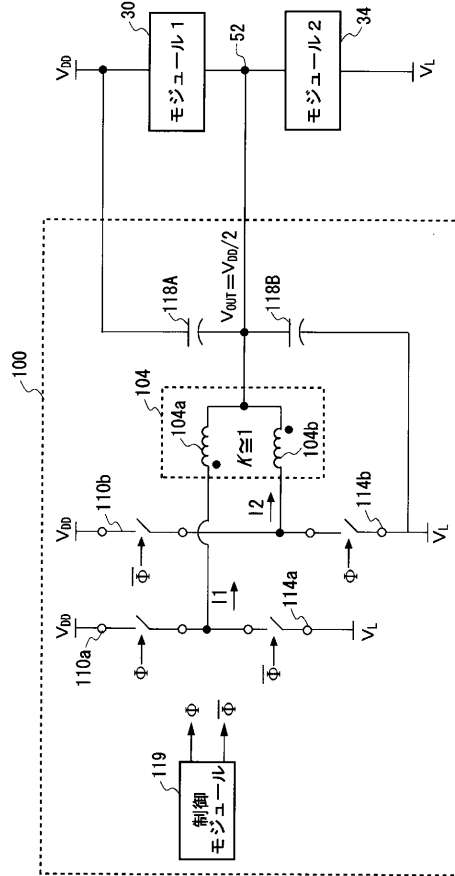 100
119
制御
モジュール
Φ
Φ̅
V_DD
110a
Φ
Φ̅
114a
V_L
I1
V_DD
110b
Φ̅
Φ
114b
V_L
I2
104
104a
K≅1
104b
118A
V_OUT=V_DD/2
118B
V_DD
30
モジュール 1
52
モジュール 2
34
V_L